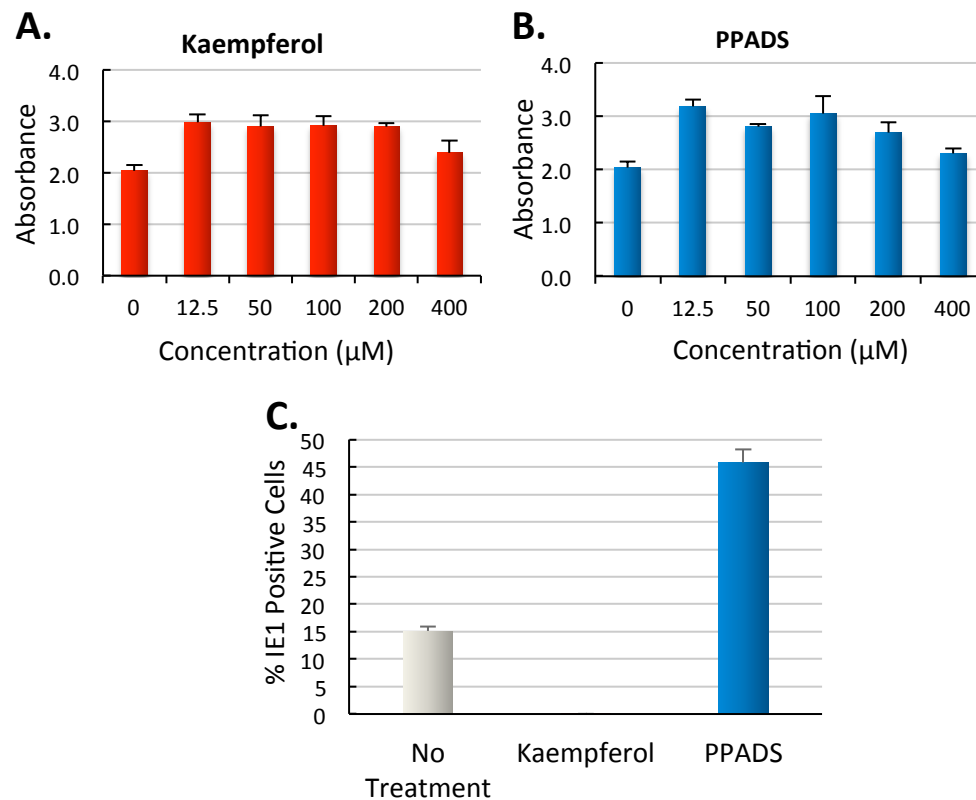 A.
Kaempferol
4.0
3.0
2.0
1.0
0.0
Absorbance
0 12.5 50 100 200 400
Concentration (μM)
B.
PPADS
4.0
3.0
2.0
1.0
0.0
Absorbance
0 12.5 50 100 200 400
Concentration (μM)
C.
50
45
40
35
30
25
20
15
10
5
0
% IE1 Positive Cells
No Kaempferol PPADS
Treatment